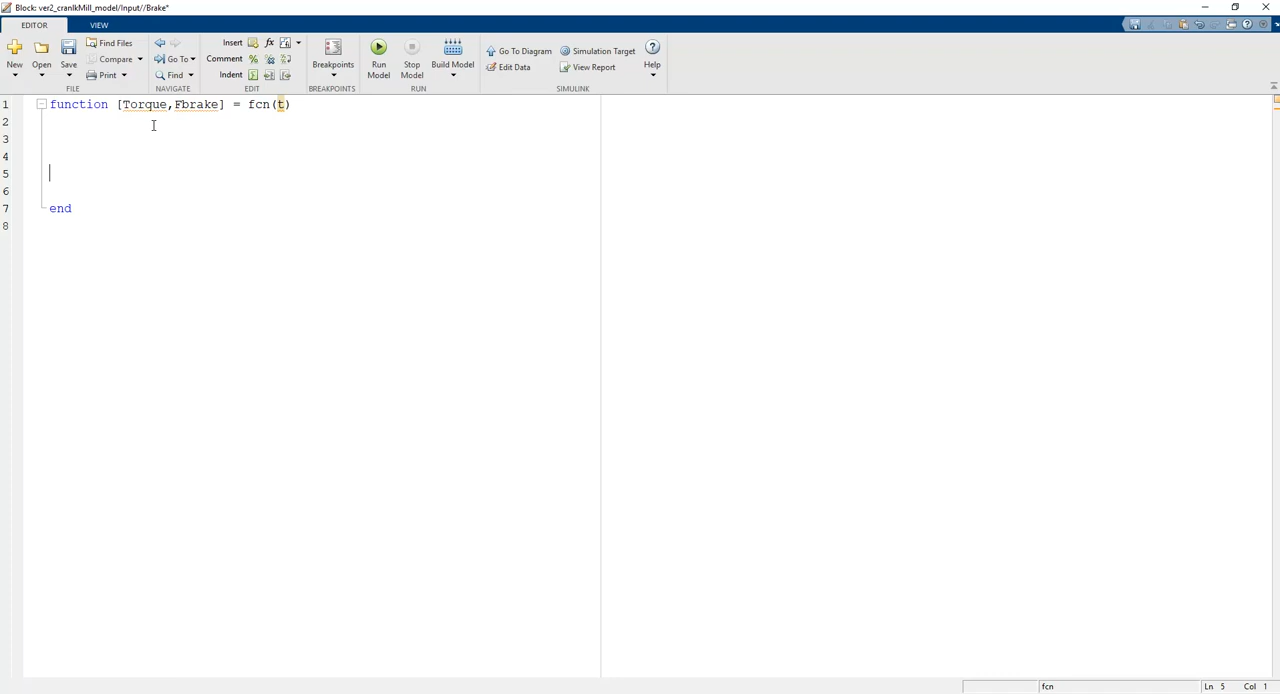 Block: ver2_crankMill_model/Input//Brake*
EDITOR VIEW
New Open Save Find Files Compare Print
FILE
Go To Find
NAVIGATE
Insert fx
Comment %
Indent
EDIT
Breakpoints
BREAKPOINTS
Run Model Stop Model Build Model
RUN
Go To Diagram Simulation Target
Edit Data View Report
Help
SIMULINK
1 function [Torque,Fbrake] = fcn(t)
2
3
4
5
6
7 end
8
fcn Ln 5 Col 1